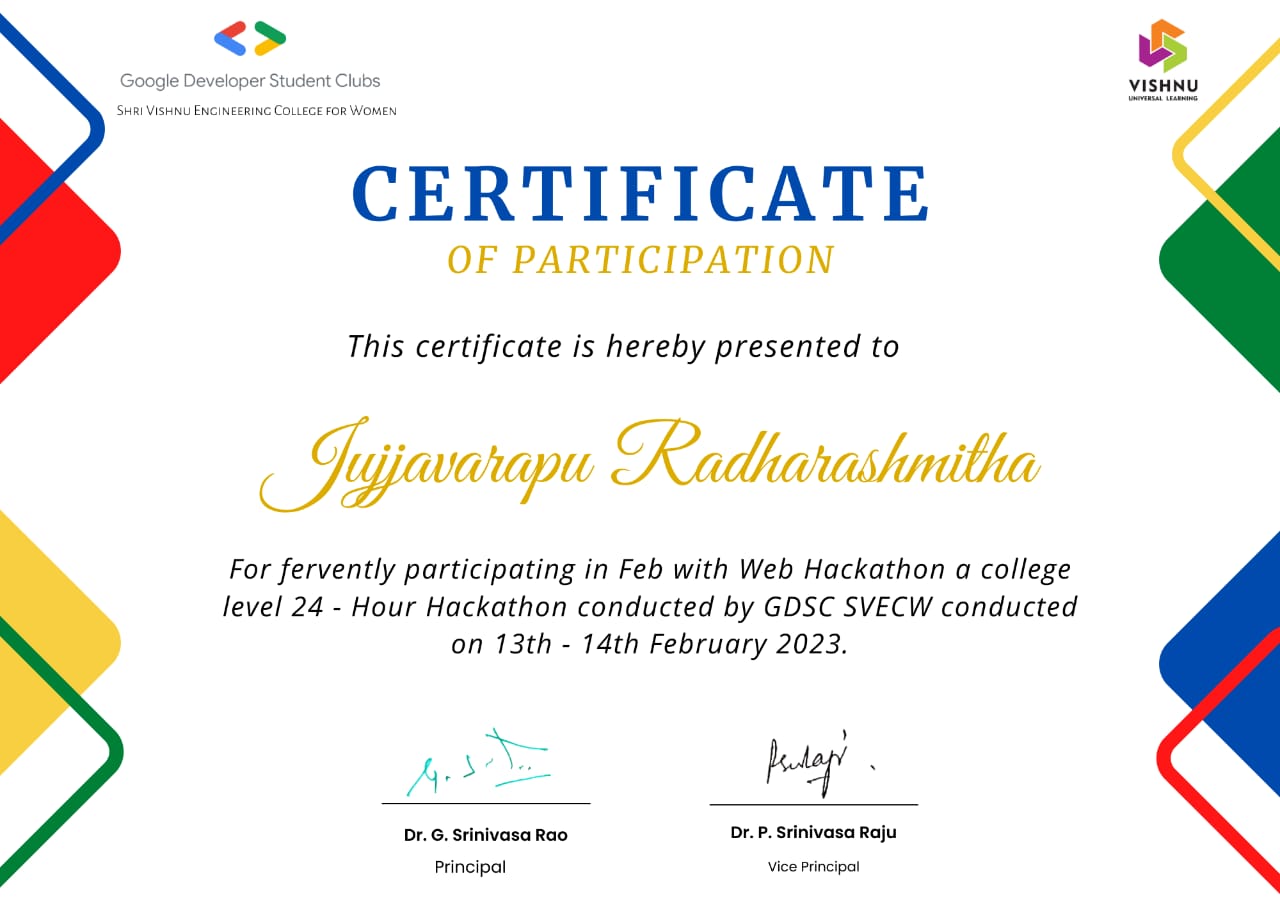 Google Developer Student Clubs
SHRI VISHNU ENGINEERING COLLEGE FOR WOMEN
VISHNU
UNIVERSAL LEARNING
CERTIFICATE
OF PARTICIPATION
This certificate is hereby presented to
Jujjavarapu Radharashmitha
For fervently participating in Feb with Web Hackathon a college
level 24 - Hour Hackathon conducted by GDSC SVECW conducted
on 13th - 14th February 2023.
Dr. G. Srinivasa Rao
Principal
Dr. P. Srinivasa Raju
Vice Principal